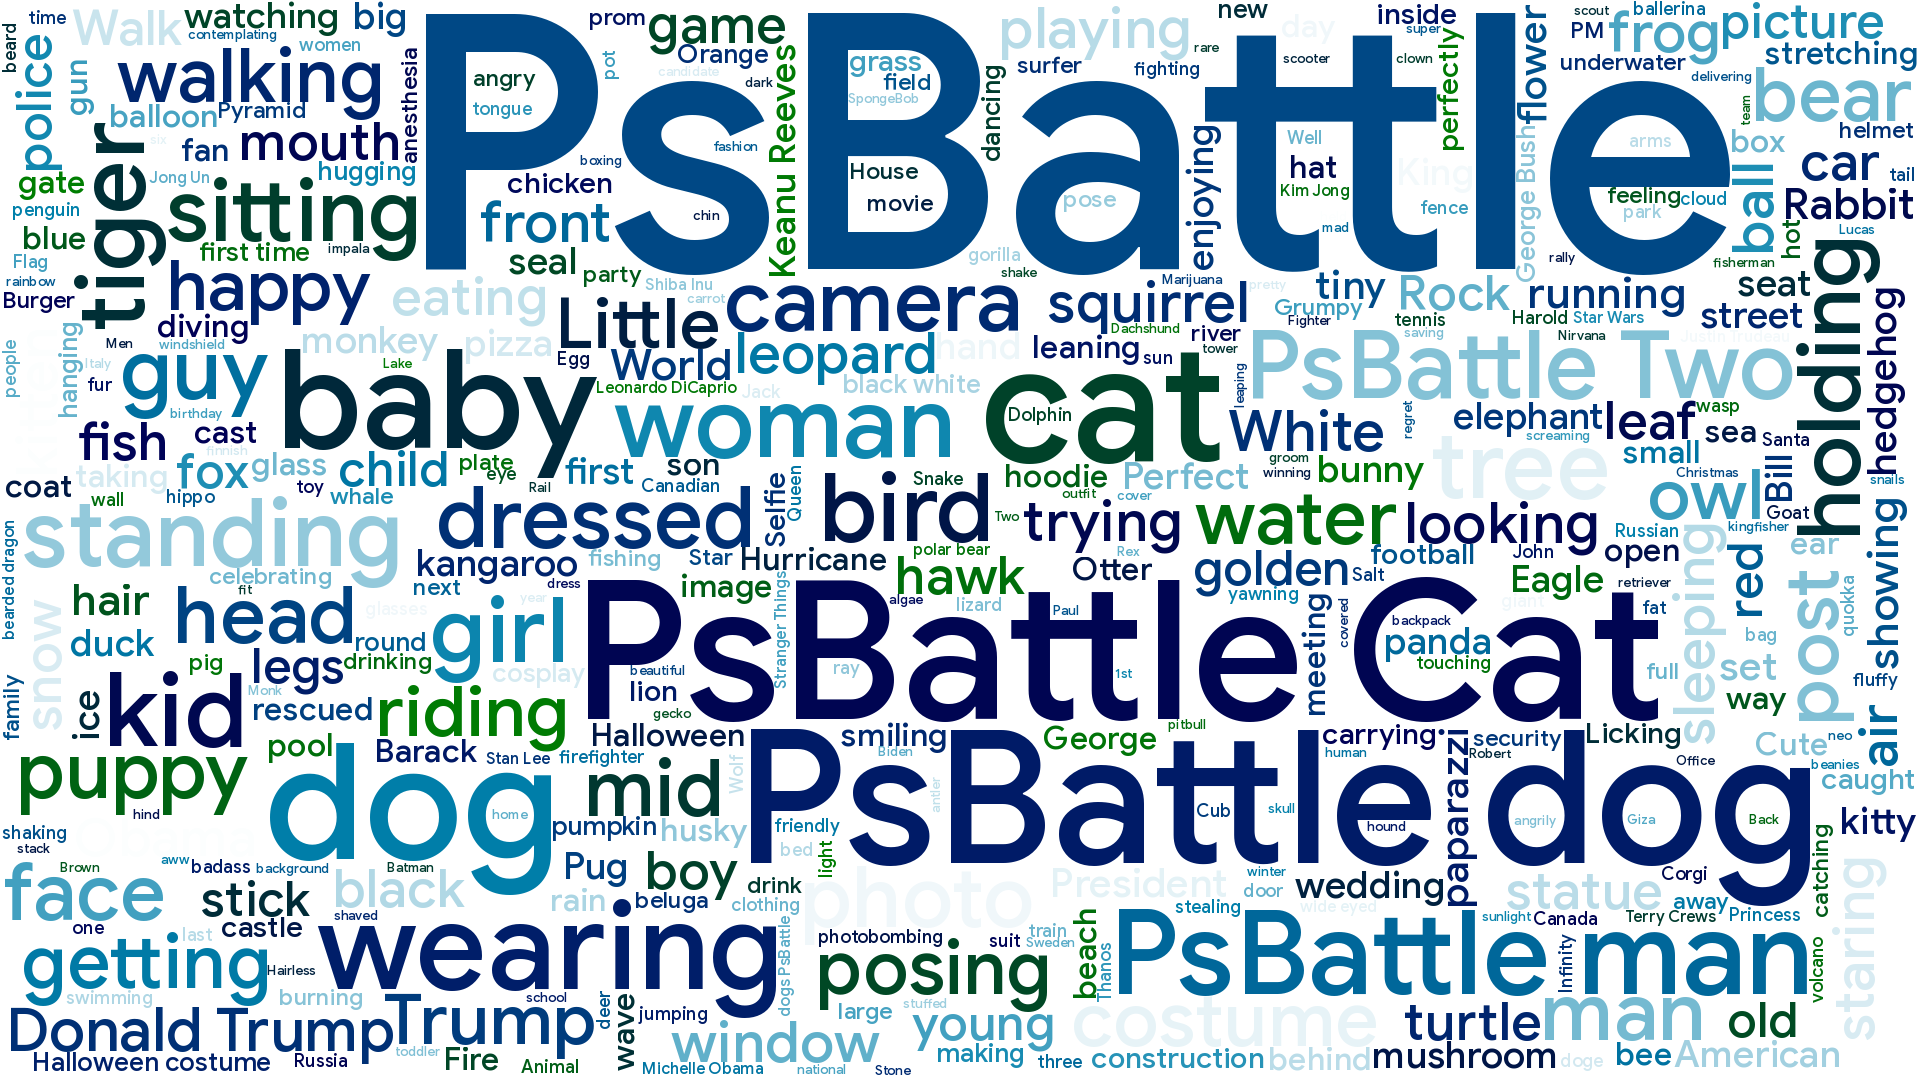 PsBattle
time
Walk
watching
big
contemplating
women
beard
police
gun
walking
balloon
Pyramid
fan
mouth
anesthesia
Jong Un
hugging
gate
penguin
blue
Flag
rainbow
Burger
tiger
sitting
first time
impala
happy
diving
Men
windshield
prom
game
Orange
pot
candidate
dark
angry
tongue
boxing
fashion
chicken
front
chin
seal
party
Shiba Inu
carrot
Keanu Reeves
grass
field
SpongeBob
House
movie
dancing
gorilla
shake
playing
surfer
rare
fighting
new
day
scooter
clown
enjoying
pose
Well
hat
Kim Jong
King
fence
mad
inside
super
perfectly
PM
scout
ballerina
frog
picture
stretching
underwater
delivering
flower
George Bush
bear
team
helmet
arms
box
car
tail
feeling
cloud
park
ball
Rabbit
Lucas
hot
rally
fisherman
Marijuana
pretty
eating
Little
camera
squirrel
tiny
Grumpy
Rock
running
seat
street
holding
hedgehog
monkey
pizza
Egg
World
leopard
hand
leaning
Dachshund
river
tower
sun
Fighter
tennis
saving
Harold
Star Wars
Nirvana
Justin Trudeau
people
hanging
Italy
fur
guy
birthday
baby
Lake
Leonardo DiCaprio
Jack
black white
woman
cat
Dolphin
leaping
PsBattle Two
kitten
fish
cast
finnish
taking
fox
glass
child
plate
eye
first
son
hoodie
Perfect
White
groom
winning
bunny
regret
elephant
screaming
tree
leaf
wasp
sea
Santa
small
Christmas
snails
coat
wall
hippo
toy
whale
Rail
Canadian
Queen
Selfie
Snake
outfit
cover
owl
Bill
Goat
kingfisher
bearded dragon
standing
dressed
bird
Two
trying
water
looking
Russian
celebrating
kangaroo
fishing
Star
Hurricane
polar bear
Rex
Otter
golden
football
Salt
John
open
sleeping
red
ear
showing
hair
fit
next
dress
year
image
hawk
algae
lizard
yawning
Eagle
retriever
giant
fat
post
quokka
snow
duck
head
glasses
round
girl
PsBattle Cat
Stranger Things
Paul
meeting
covered
backpack
panda
touching
bag
pig
legs
drinking
cosplay
beautiful
lion
gecko
ray
1st
full
set
way
fluffy
family
ice
kid
Monk
rescued
riding
Halloween
smiling
George
pitbull
carrying
security
Licking
air
neo
puppy
pool
Barack
Stan Lee
firefighter
Wolf
Biden
human
paparazzi
Robert
Office
Cute
beanies
caught
hind
dog
home
mid
PsBattle dog
antler
Cub
skull
hound
angrily
Giza
Back
kitty
shaking
stack
Obama
pumpkin
husky
friendly
bed
light
Brown
aww
badass
background
Batman
Pug
boy
drink
winter
door
wedding
Corgi
catching
face
stick
black
rain
beluga
clothing
photo
President
wide eyed
stealing
statue
away
staring
one
castle
shaved
dogs PsBattle
photobombing
suit
train
Sweden
sunlight
Canada
Terry Crews
Princess
getting
last
Hairless
wearing
posing
beach
Thanos
PsBattle man
Infinity
volcano
swimming
burning
school
deer
wave
jumping
large
stuffed
Donald Trump
Trump
window
young
costume
turtle
man
old
Halloween costume
Russia
toddler
Fire
Animal
Michelle Obama
national
Stone
making
three
construction
behind
mushroom
doge
bee
American